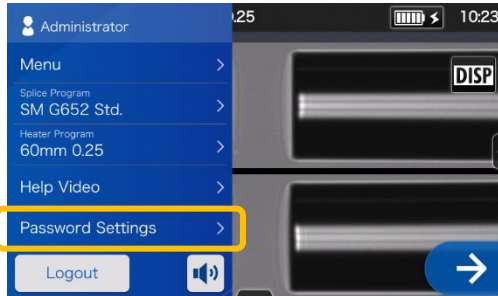 Administrator
.25
10:23
Menu
DISP
Splice Program
SM G652 Std.
Heater Program
60mm 0.25
Help Video
Password Settings
Logout